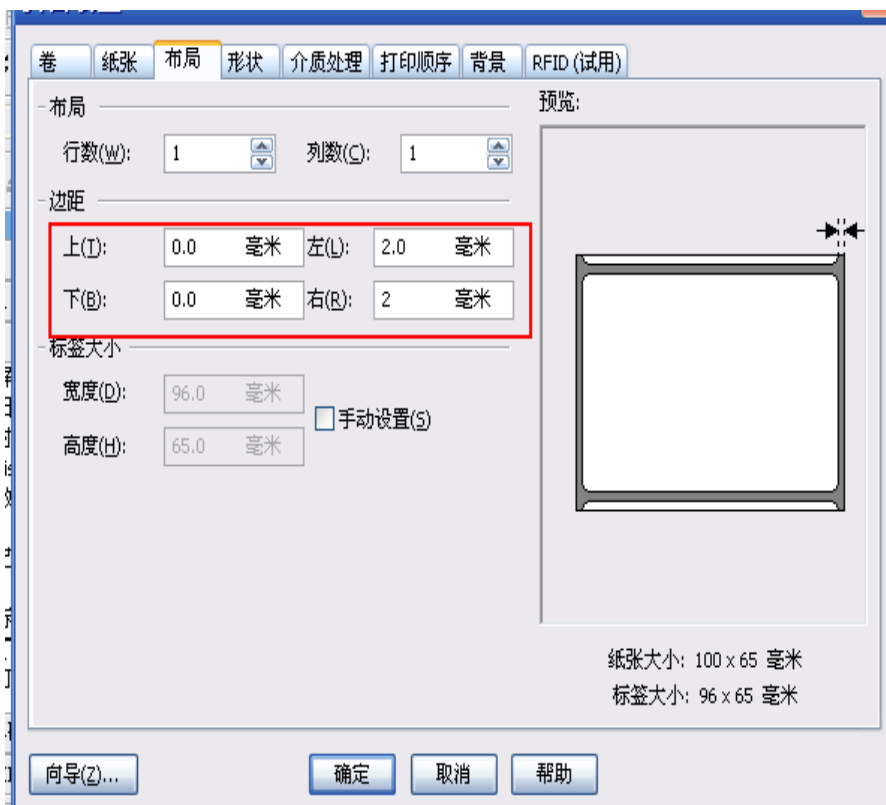 卷 纸张 布局 形状 介质处理 打印顺序 背景 RFID (试用)
布局
行数(W): 1 列数(C): 1
边距
上(T): 0.0 毫米 左(L): 2.0 毫米
下(B): 0.0 毫米 右(R): 2 毫米
标签大小
宽度(D): 96.0 毫米
手动设置(S)
高度(H): 65.0 毫米
预览:
纸张大小: 100 x 65 毫米
标签大小: 96 x 65 毫米
向导(Z)... 确定 取消 帮助